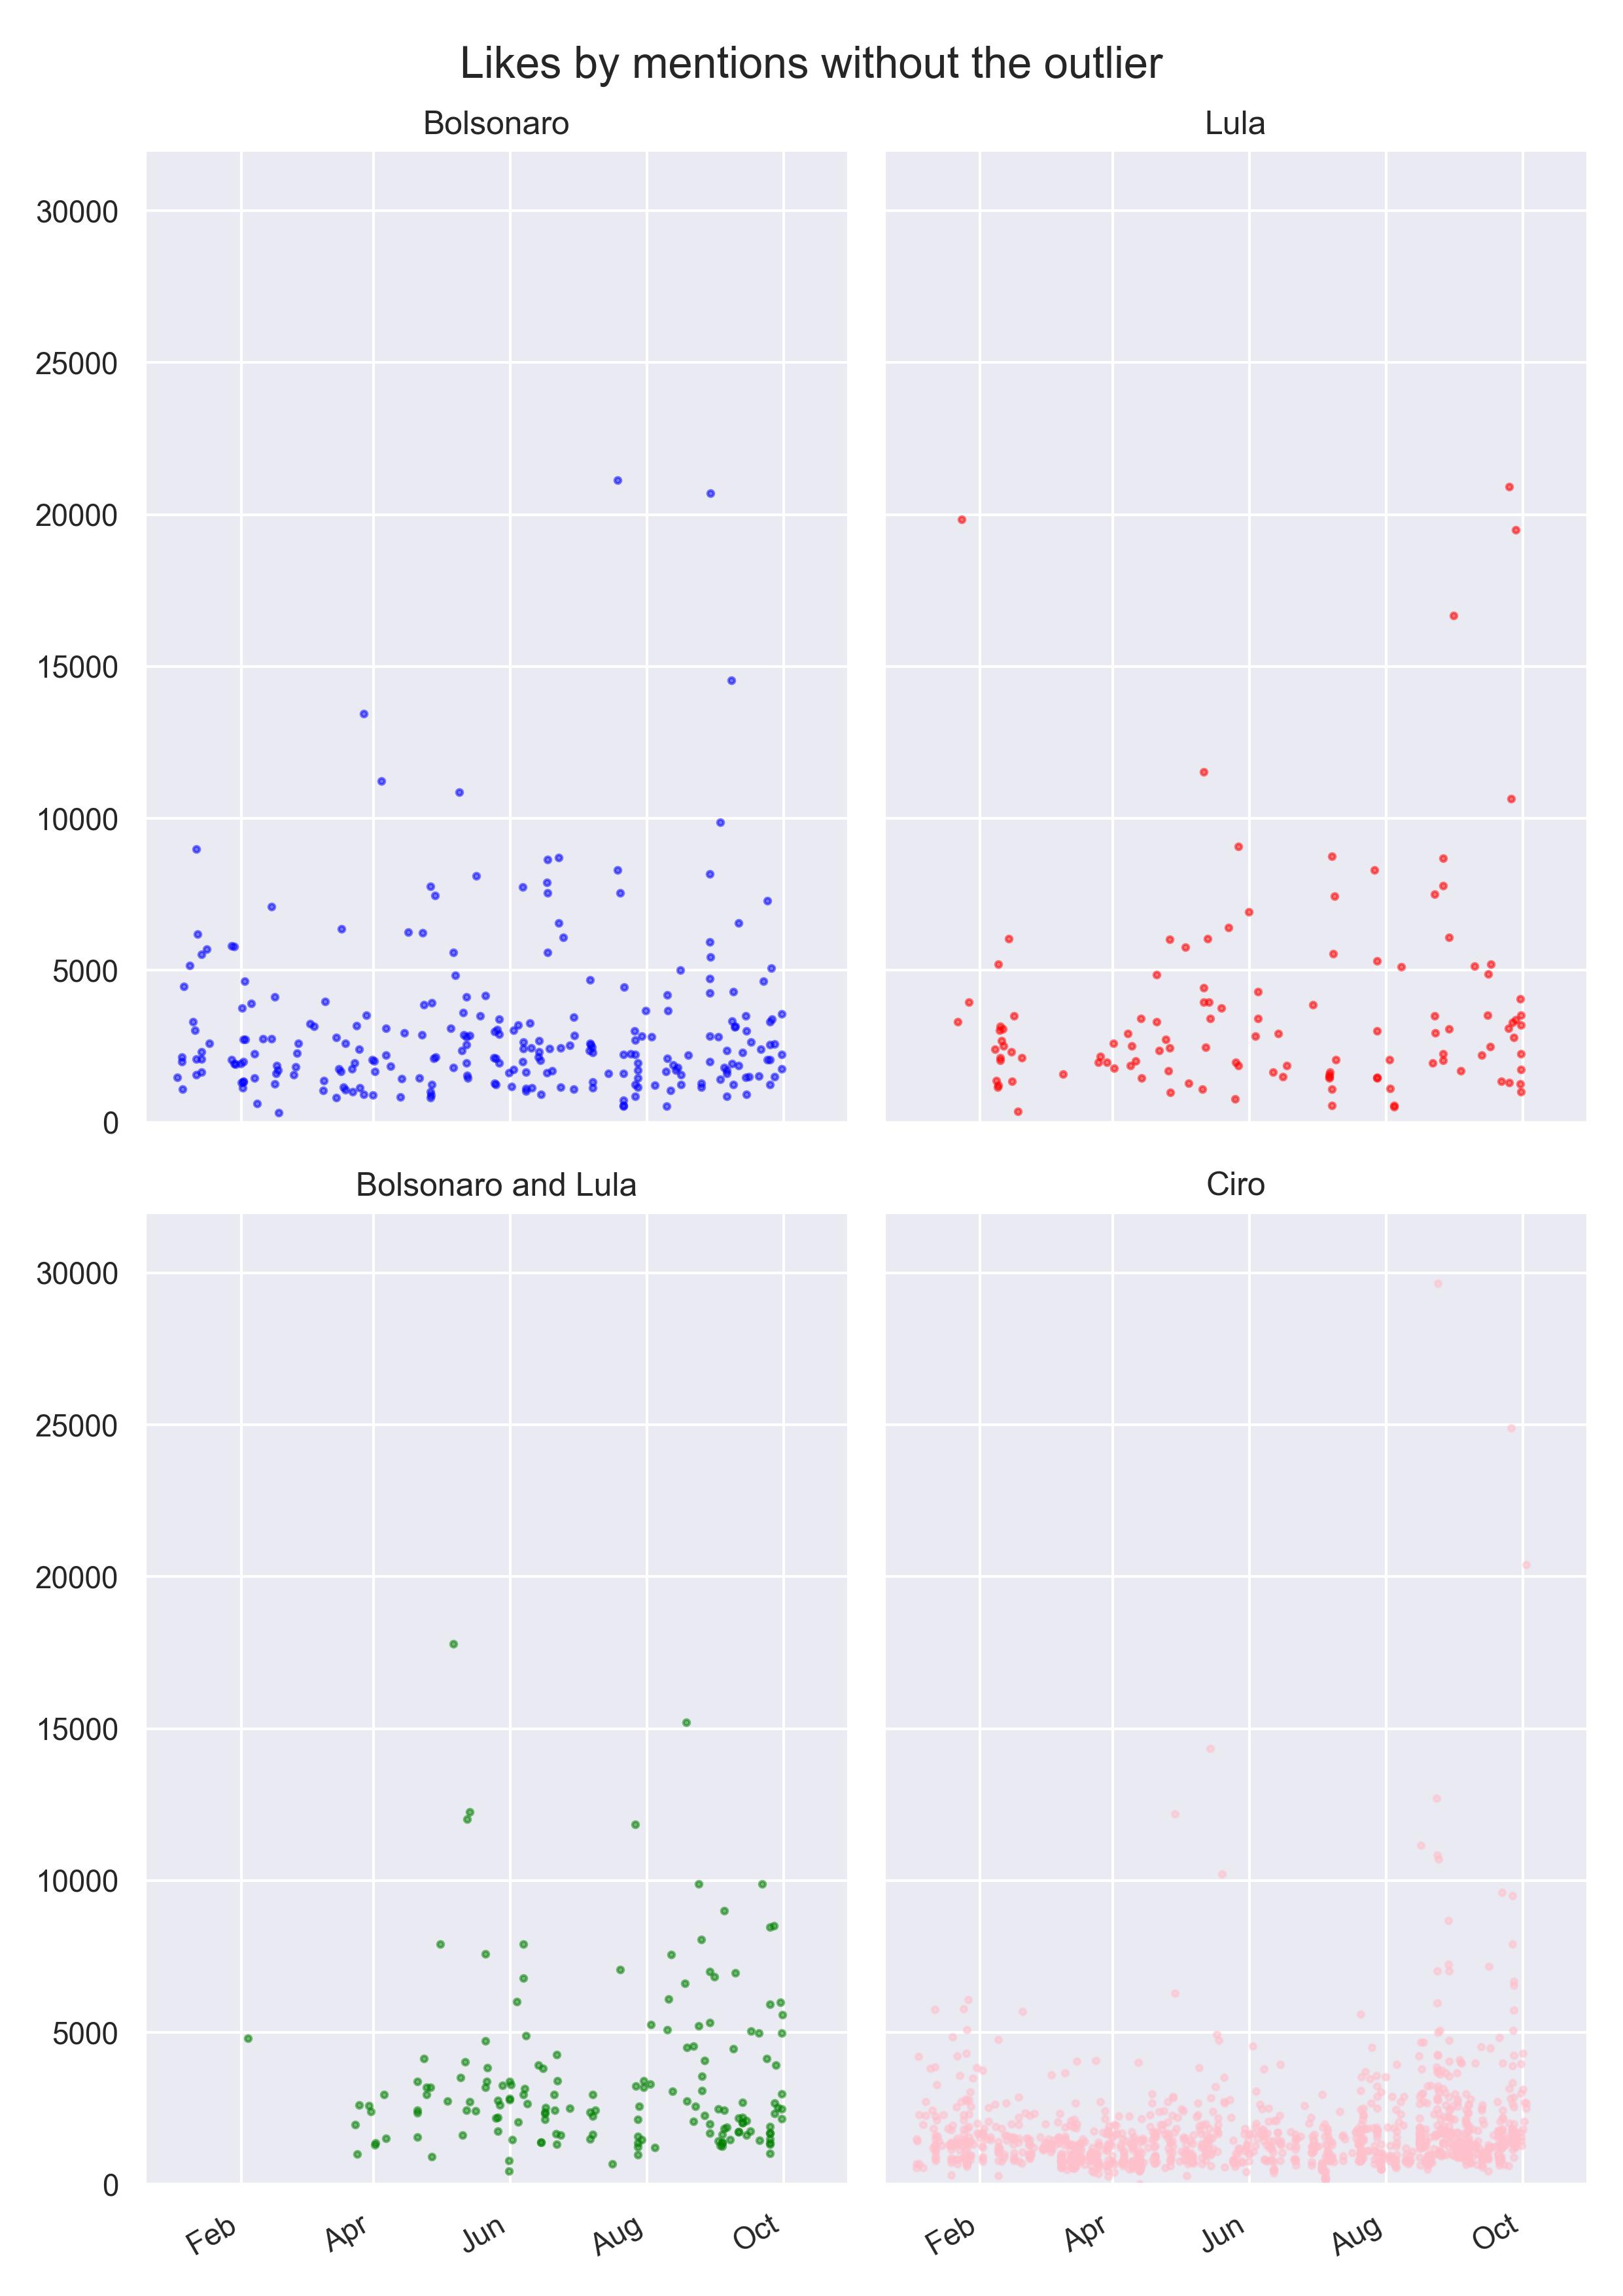 Likes by mentions without the outlier
Bolsonaro
Lula
30000
25000
20000
15000
10000
5000
0
Bolsonaro and Lula
Ciro
30000
25000
20000
15000
10000
5000
0
Feb Apr Jun Aug Oct
Feb Apr Jun Aug Oct